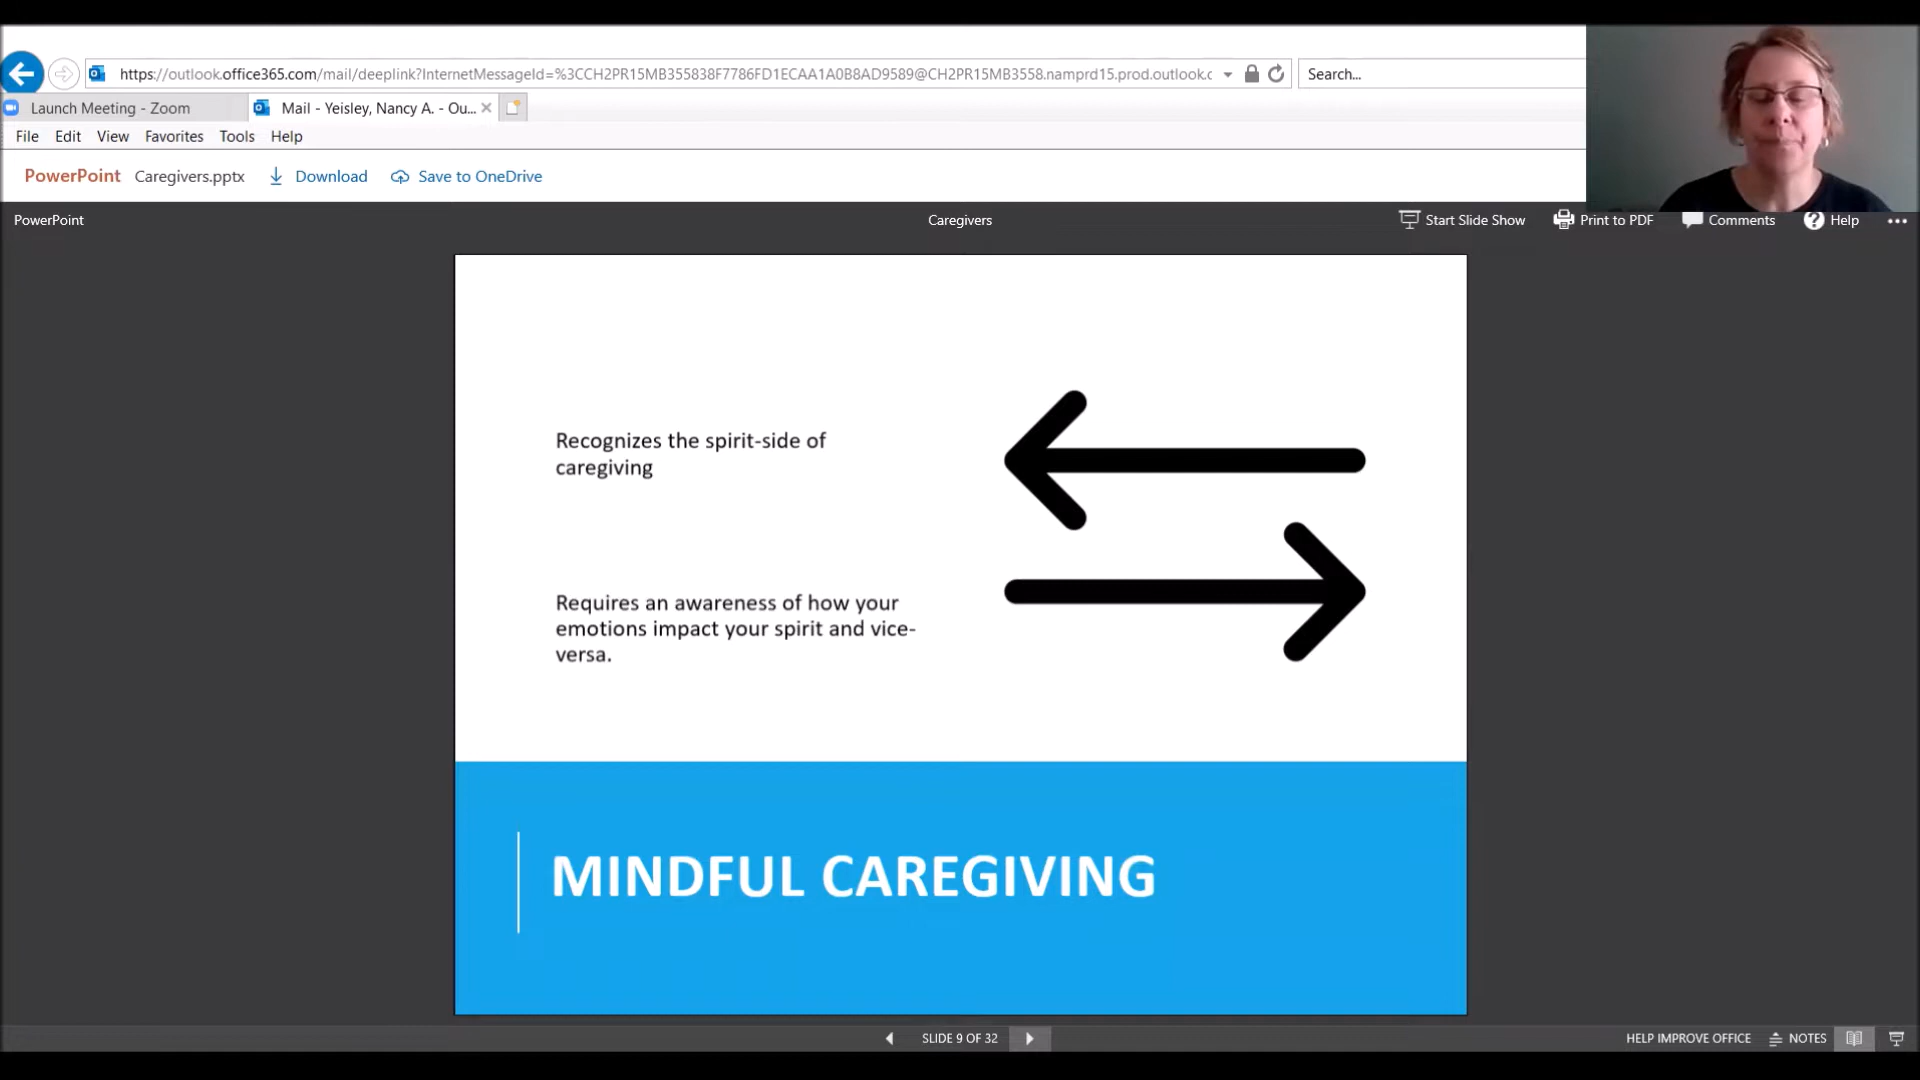 https://outlook.office365.com/mail/deeplink?InternetMessageId=%3CCH2PR15MB355838F7786FD1ECAA1A0B8AD9589@CH2PR15MB3558.namprd15.prod.outlook.c
Search...
Launch Meeting - Zoom
Mail - Yeisley, Nancy A. - Ou...
File Edit View Favorites Tools Help
PowerPoint Caregivers.pptx Download Save to OneDrive
PowerPoint Caregivers Start Slide Show Print to PDF Comments Help
Recognizes the spirit-side of
caregiving
Requires an awareness of how your
emotions impact your spirit and vice-
versa.
MINDFUL CAREGIVING
SLIDE 9 OF 32
HELP IMPROVE OFFICE NOTES